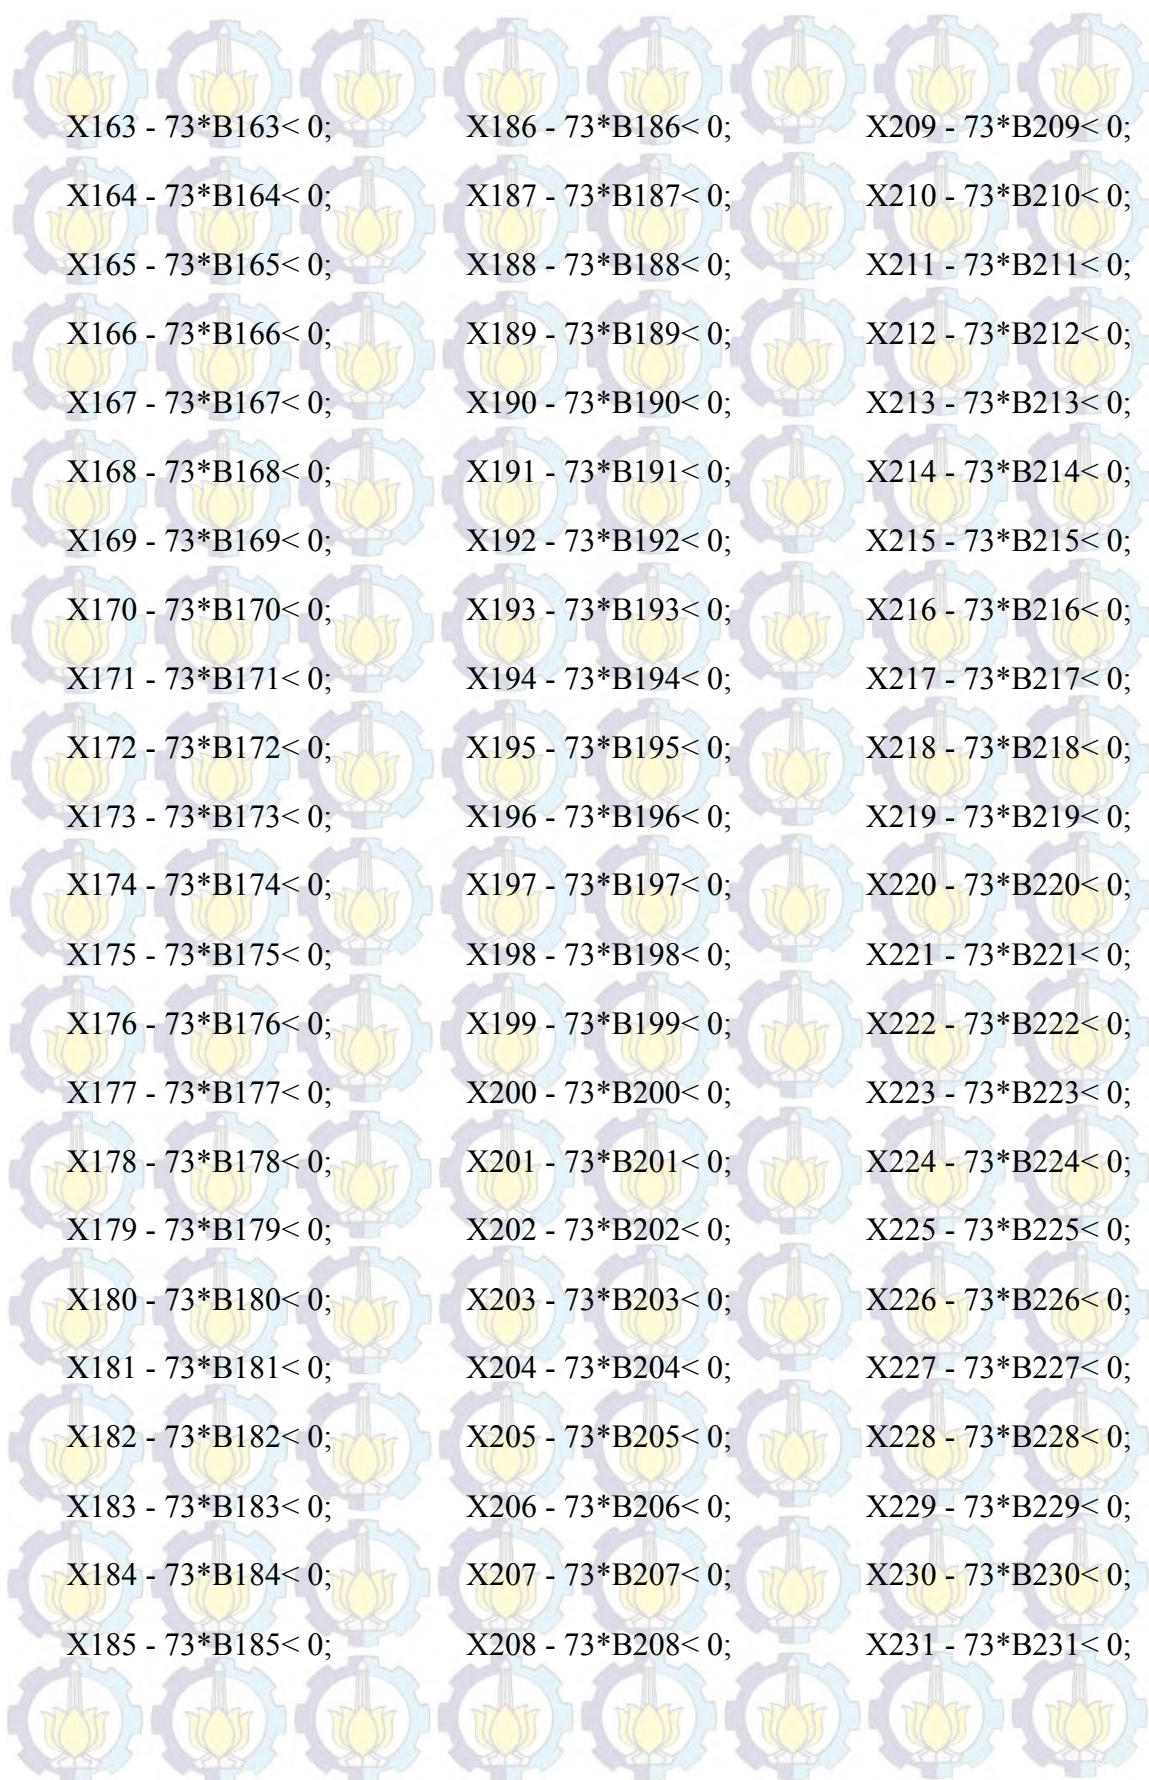 X163 - 73*B163< 0;
X164 - 73*B164< 0;
X165 - 73*B165< 0;
X166 - 73*B166< 0;
X167 - 73*B167< 0;
X168 - 73*B168< 0;
X169 - 73*B169< 0;
X170 - 73*B170< 0;
X171 - 73*B171< 0;
X172 - 73*B172< 0;
X173 - 73*B173< 0;
X174 - 73*B174< 0;
X175 - 73*B175< 0;
X176 - 73*B176< 0;
X177 - 73*B177< 0;
X178 - 73*B178< 0;
X179 - 73*B179< 0;
X180 - 73*B180< 0;
X181 - 73*B181< 0;
X182 - 73*B182< 0;
X183 - 73*B183< 0;
X184 - 73*B184< 0;
X185 - 73*B185< 0;
X186 - 73*B186< 0;
X187 - 73*B187< 0;
X188 - 73*B188< 0;
X189 - 73*B189< 0;
X190 - 73*B190< 0;
X191 - 73*B191< 0;
X192 - 73*B192< 0;
X193 - 73*B193< 0;
X194 - 73*B194< 0;
X195 - 73*B195< 0;
X196 - 73*B196< 0;
X197 - 73*B197< 0;
X198 - 73*B198< 0;
X199 - 73*B199< 0;
X200 - 73*B200< 0;
X201 - 73*B201< 0;
X202 - 73*B202< 0;
X203 - 73*B203< 0;
X204 - 73*B204< 0;
X205 - 73*B205< 0;
X206 - 73*B206< 0;
X207 - 73*B207< 0;
X208 - 73*B208< 0;
X209 - 73*B209< 0;
X210 - 73*B210< 0;
X211 - 73*B211< 0;
X212 - 73*B212< 0;
X213 - 73*B213< 0;
X214 - 73*B214< 0;
X215 - 73*B215< 0;
X216 - 73*B216< 0;
X217 - 73*B217< 0;
X218 - 73*B218< 0;
X219 - 73*B219< 0;
X220 - 73*B220< 0;
X221 - 73*B221< 0;
X222 - 73*B222< 0;
X223 - 73*B223< 0;
X224 - 73*B224< 0;
X225 - 73*B225< 0;
X226 - 73*B226< 0;
X227 - 73*B227< 0;
X228 - 73*B228< 0;
X229 - 73*B229< 0;
X230 - 73*B230< 0;
X231 - 73*B231< 0;